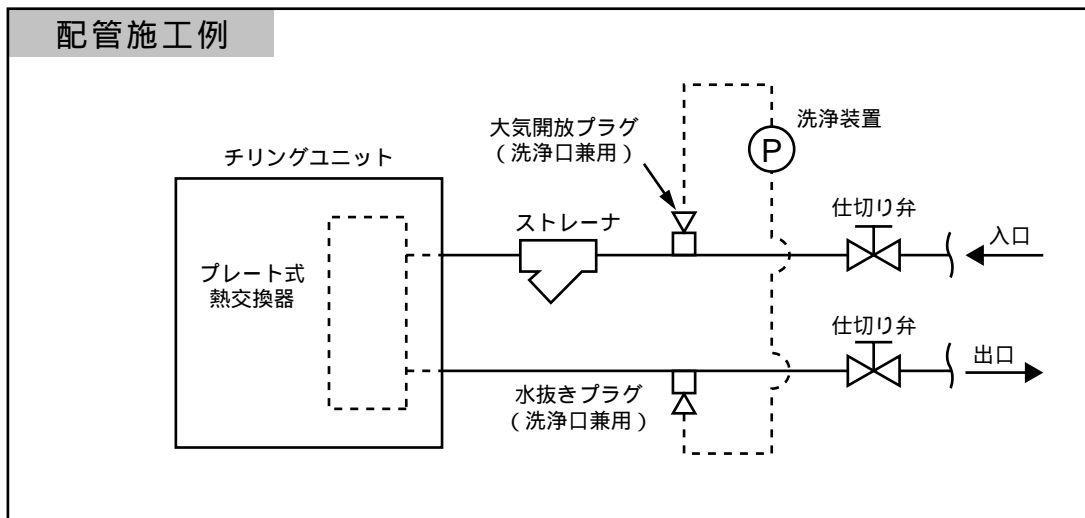 配管施工例
大気開放プラグ
（洗浄口兼用）
洗浄装置
P
チリングユニット
ストレーナ
仕切り弁
入口
プレート式
熱交換器
仕切り弁
出口
水抜きプラグ
（洗浄口兼用）